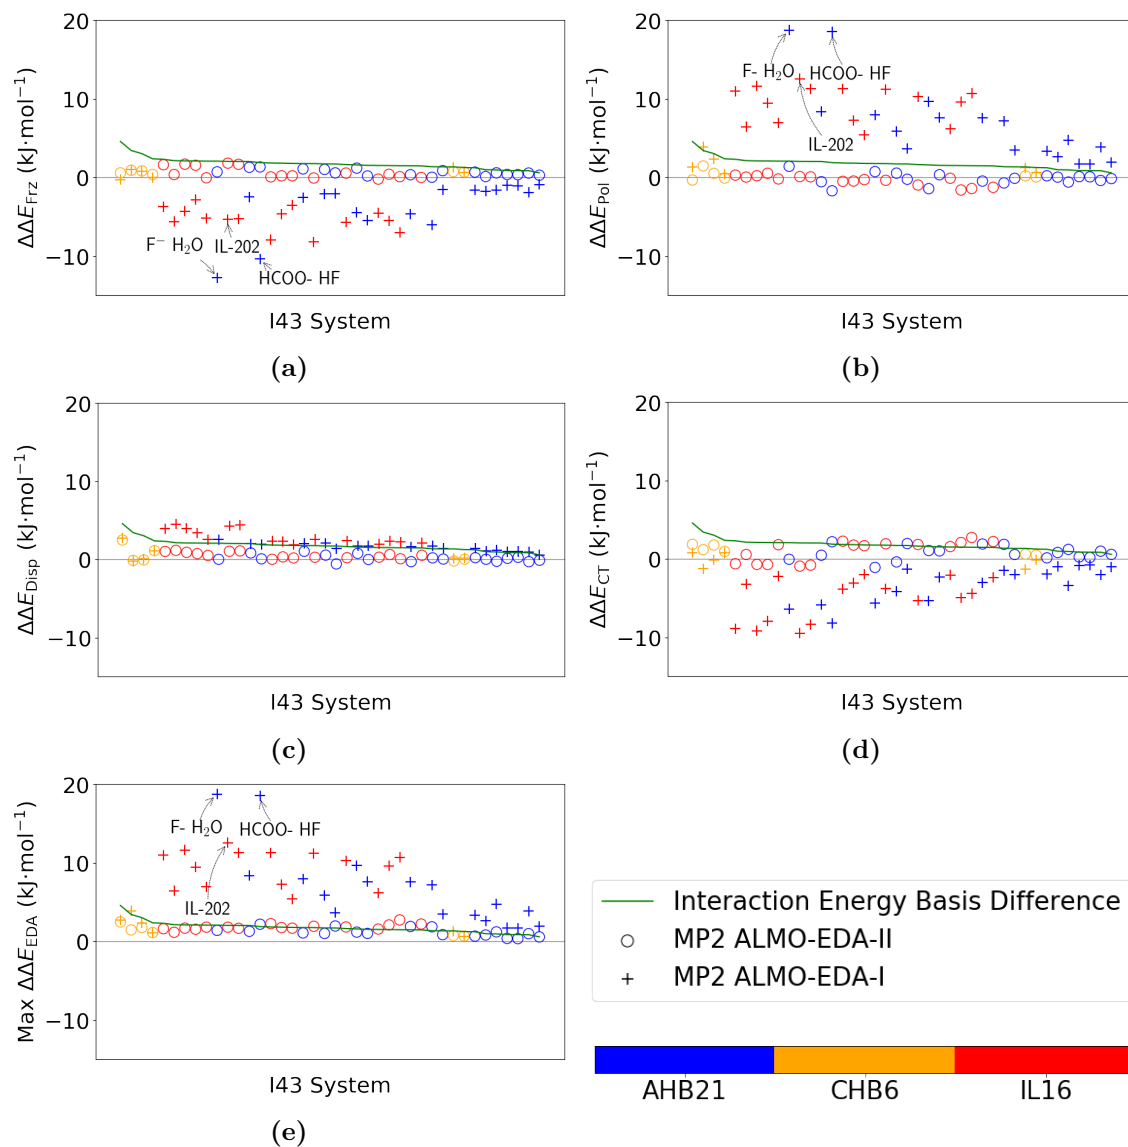 20
10
0
−10
ΔΔE_Frz (kJ·mol⁻¹)
F⁻ H₂O
IL-202
HCOO- HF
I43 System
(a)
20
10
0
−10
ΔΔE_Pol (kJ·mol⁻¹)
F- H₂O
HCOO- HF
IL-202
I43 System
(b)
20
10
0
−10
ΔΔE_Disp (kJ·mol⁻¹)
I43 System
(c)
20
10
0
−10
ΔΔE_CT (kJ·mol⁻¹)
I43 System
(d)
20
10
0
−10
Max ΔΔE_EDA (kJ·mol⁻¹)
F- H₂O
HCOO- HF
IL-202
I43 System
(e)
Interaction Energy Basis Difference
MP2 ALMO-EDA-II
MP2 ALMO-EDA-I
AHB21
CHB6
IL16